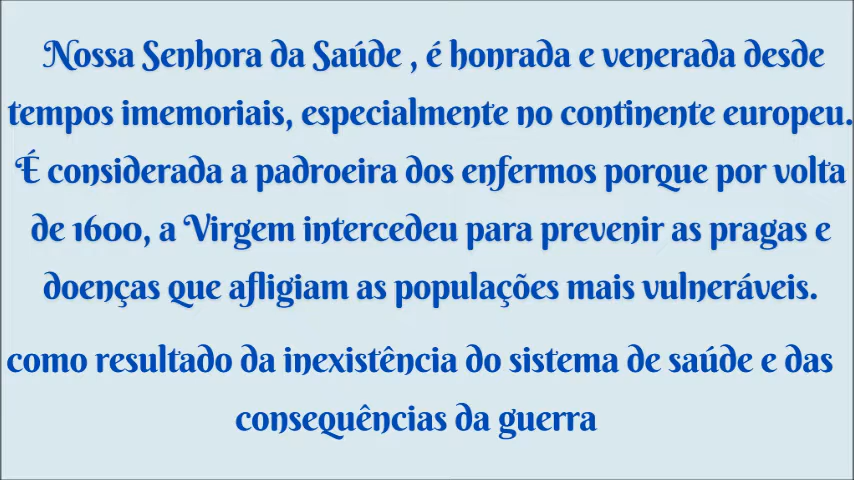 Nossa Senhora da Saúde , é honrada e venerada desde
tempos imemoriais, especialmente no continente europeu.
É considerada a padroeira dos enfermos porque por volta
de 1600, a Virgem intercedeu para prevenir as pragas e
doenças que afligiam as populações mais vulneráveis.
como resultado da inexistência do sistema de saúde e das
consequências da guerra